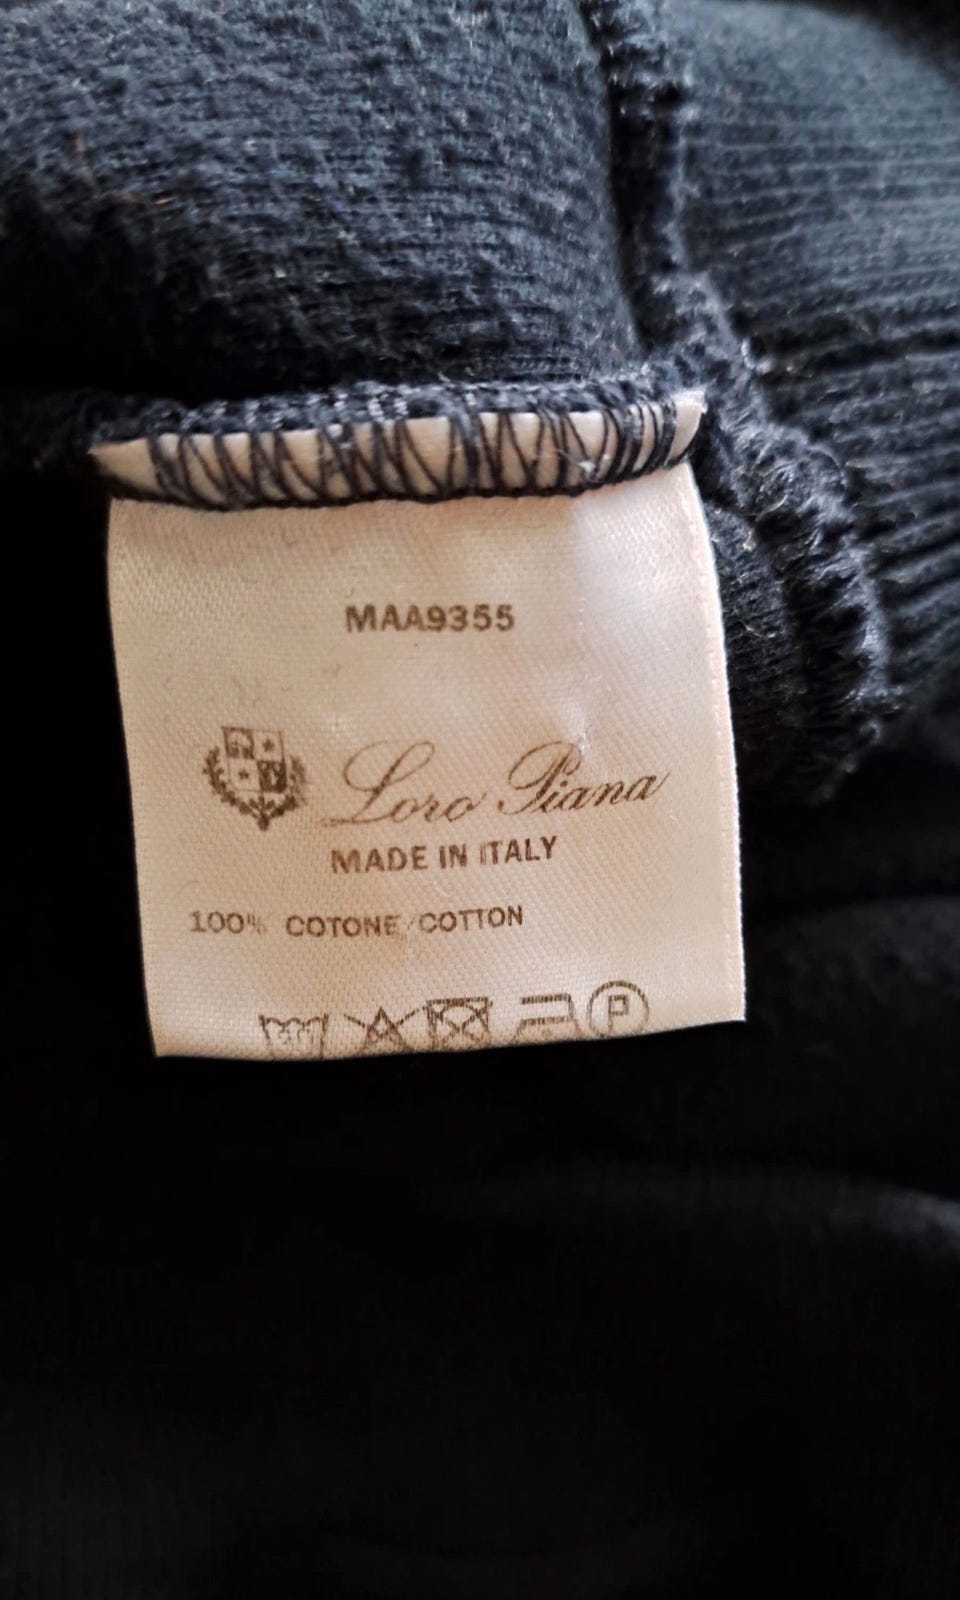 MAA9355
Loro Piana
MADE IN ITALY
100% COTONE/COTTON
P